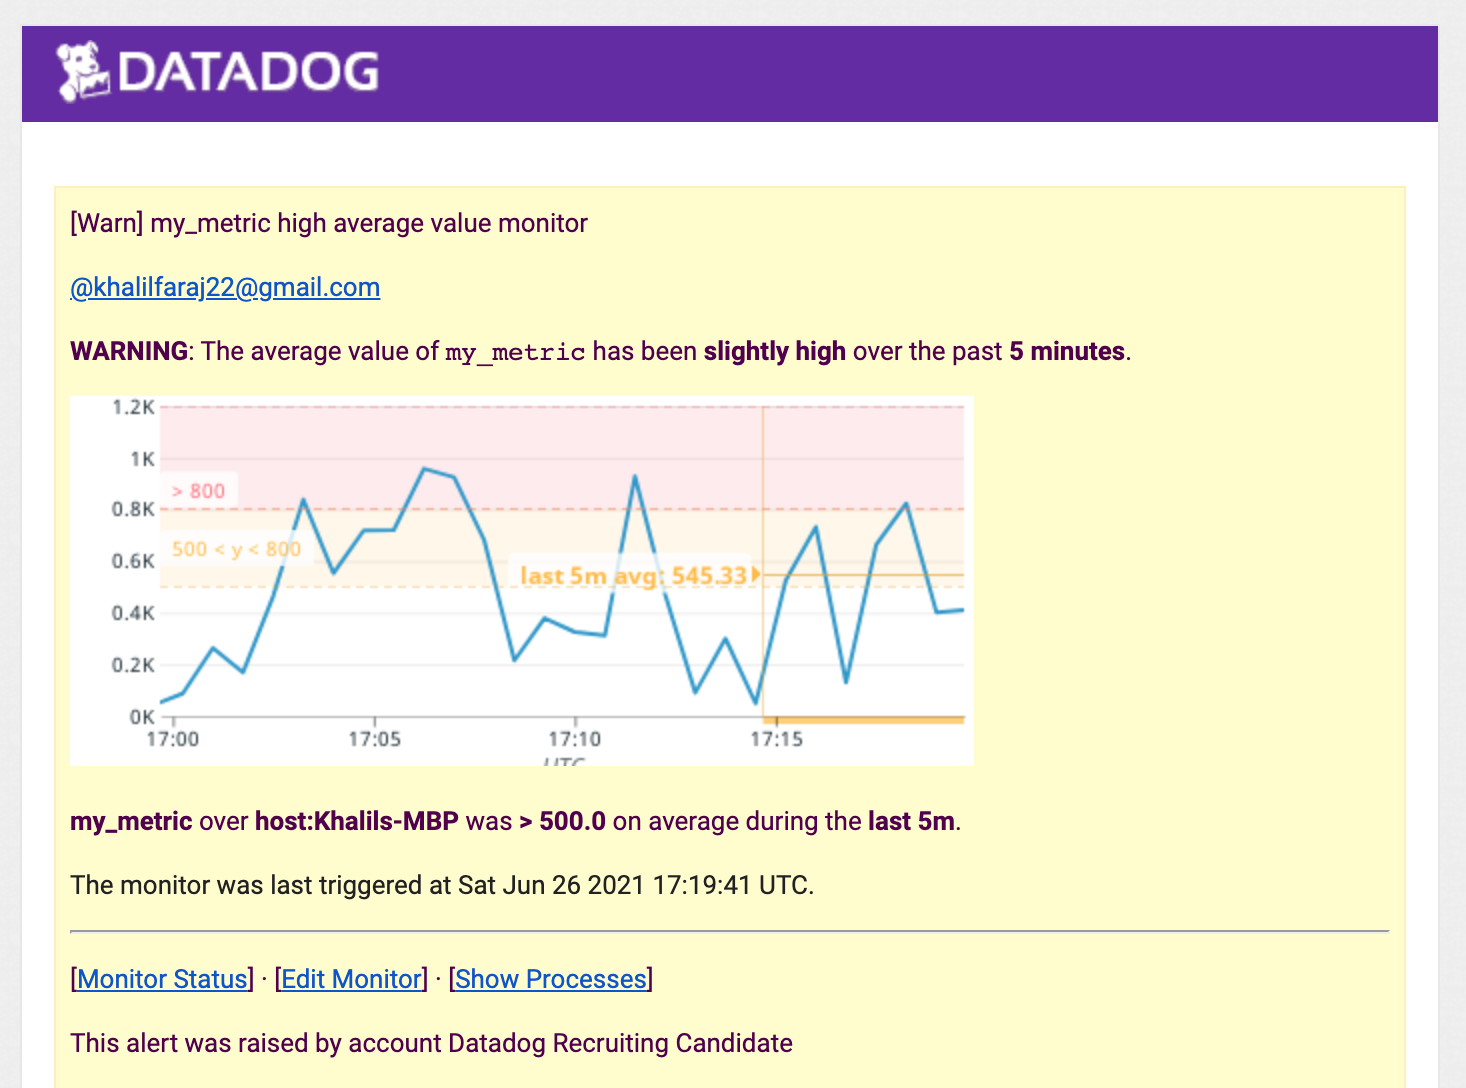 DATADOG
[Warn] my_metric high average value monitor
@khalilfaraj22@gmail.com
WARNING: The average value of my_metric has been slightly high over the past 5 minutes.
1.2K
1K
> 800
0.8K
500 < y < 800
0.6K
last 5m avg: 545.33
0.4K
0.2K
0K
17:00 17:05 17:10 17:15
UTC
my_metric over host:Khalils-MBP was > 500.0 on average during the last 5m.
The monitor was last triggered at Sat Jun 26 2021 17:19:41 UTC.
[Monitor Status] · [Edit Monitor] · [Show Processes]
This alert was raised by account Datadog Recruiting Candidate